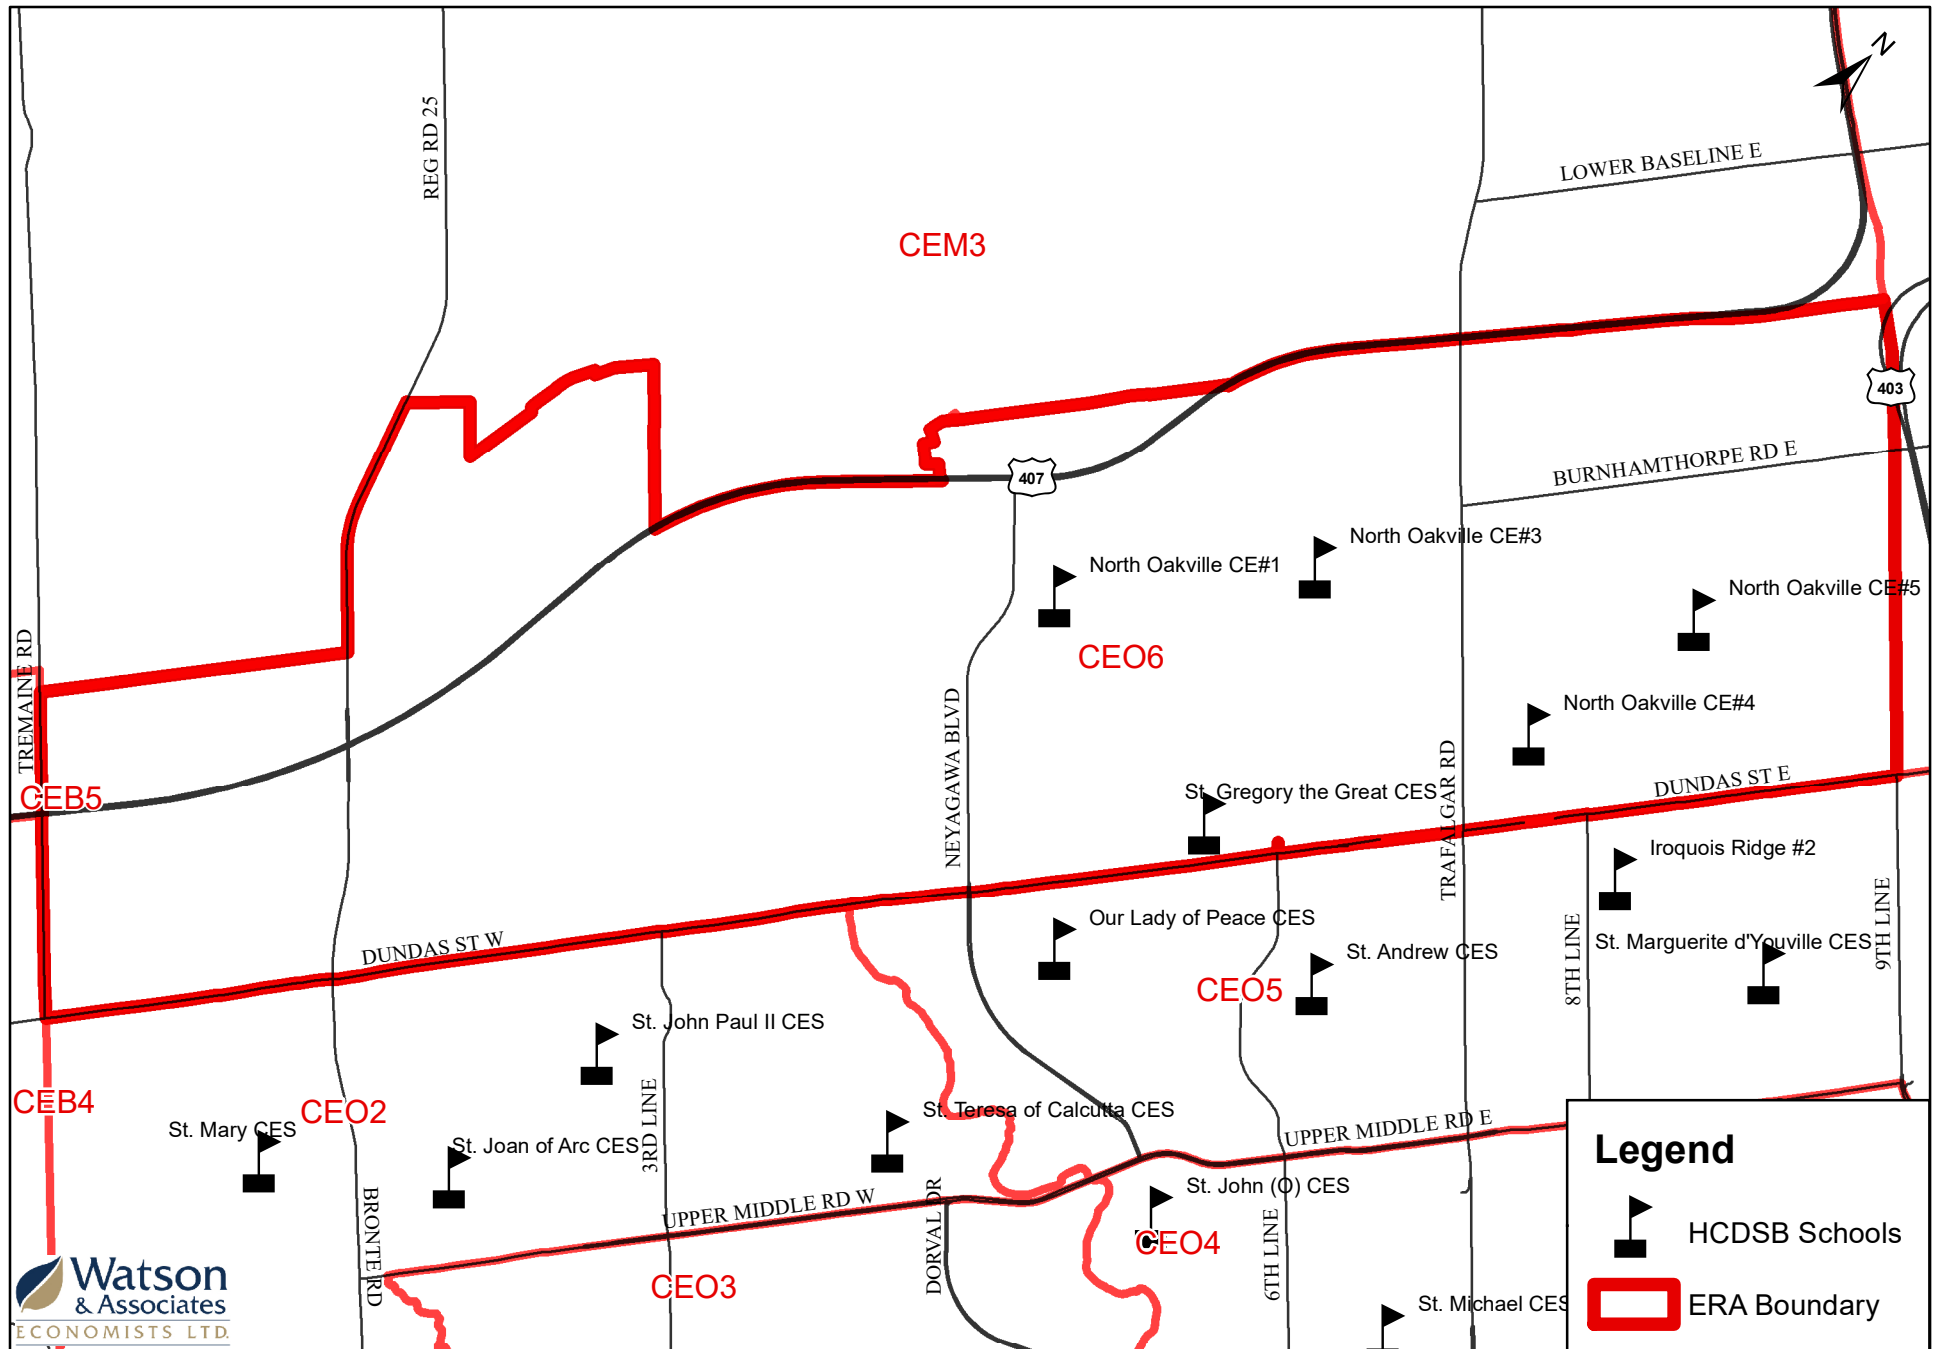 N
REG RD 25
LOWER BASELINE E
CEM3
403
BURNHAMTHORPE RD E
407
North Oakville CE#3
North Oakville CE#1
North Oakville CE#5
TREMAINE RD
CEO6
North Oakville CE#4
NEYAGAWA BLVD
TRAFALGAR RD
CEB5
DUNDAS ST E
St. Gregory the Great CES
Iroquois Ridge #2
Our Lady of Peace CES
DUNDAS ST W
St. Andrew CES
8TH LINE
St. Marguerite d'Youville CES
9TH LINE
CEO5
St. John Paul II CES
CEB4
CEO2
St. Mary CES
St. Joan of Arc CES
3RD LINE
St. Teresa of Calcutta CES
UPPER MIDDLE RD E
UPPER MIDDLE RD W
St. John (O) CES
BRONTE RD
DORVAL DR
CEO4
6TH LINE
CEO3
St. Michael CES
Legend
HCDSB Schools
ERA Boundary
Watson
& Associates
ECONOMISTS LTD.